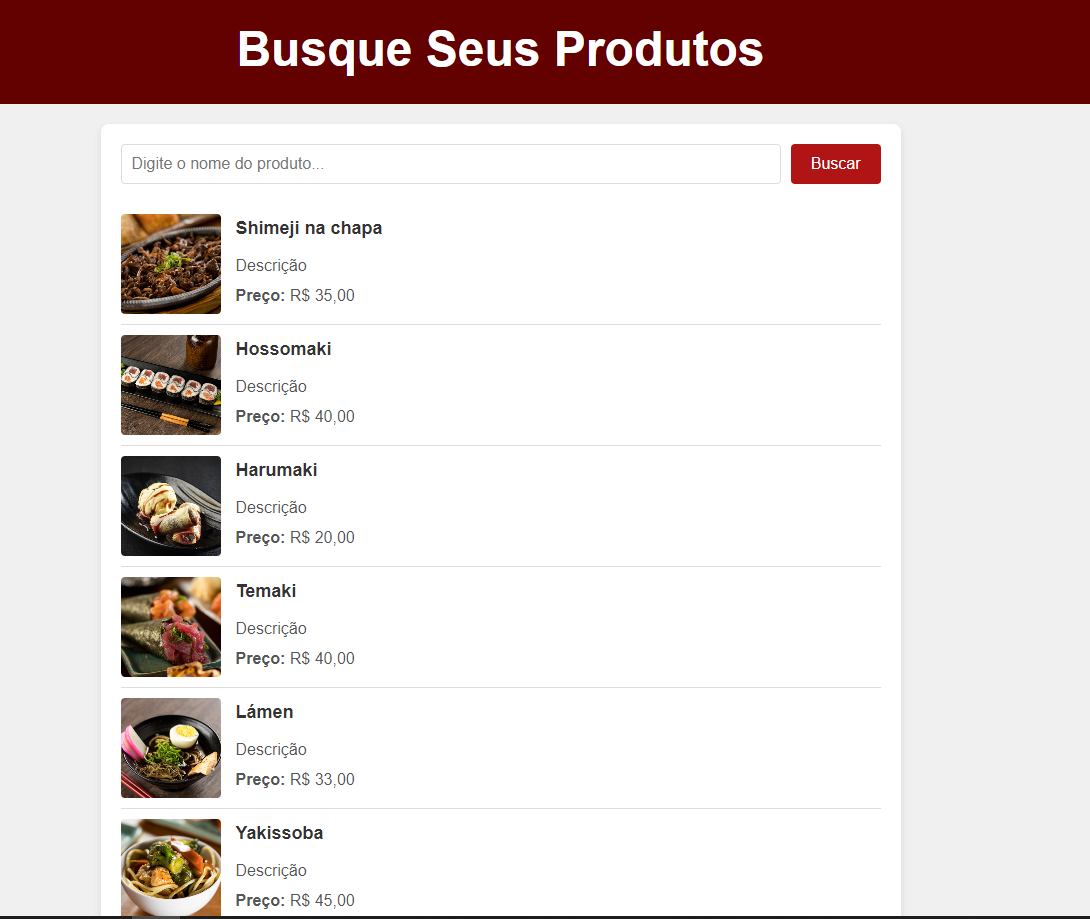 Busque Seus Produtos
Digite o nome do produto...
Buscar
Shimeji na chapa
Descrição
Preço: R$ 35,00
Hossomaki
Descrição
Preço: R$ 40,00
Harumaki
Descrição
Preço: R$ 20,00
Temaki
Descrição
Preço: R$ 40,00
Lámen
Descrição
Preço: R$ 33,00
Yakissoba
Descrição
Preço: R$ 45,00